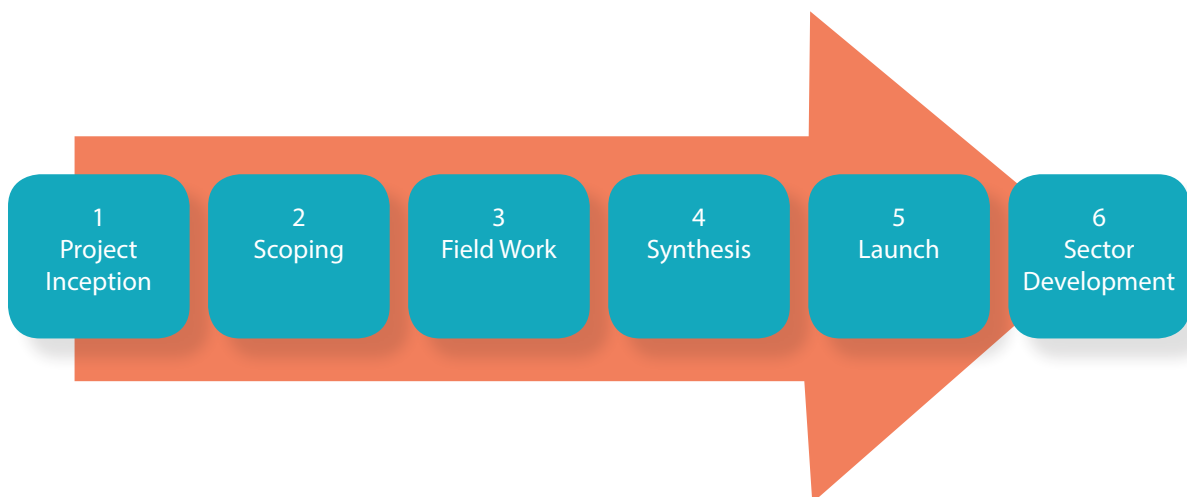 1
Project
Inception
2
Scoping
3
Field Work
4
Synthesis
5
Launch
6
Sector
Development